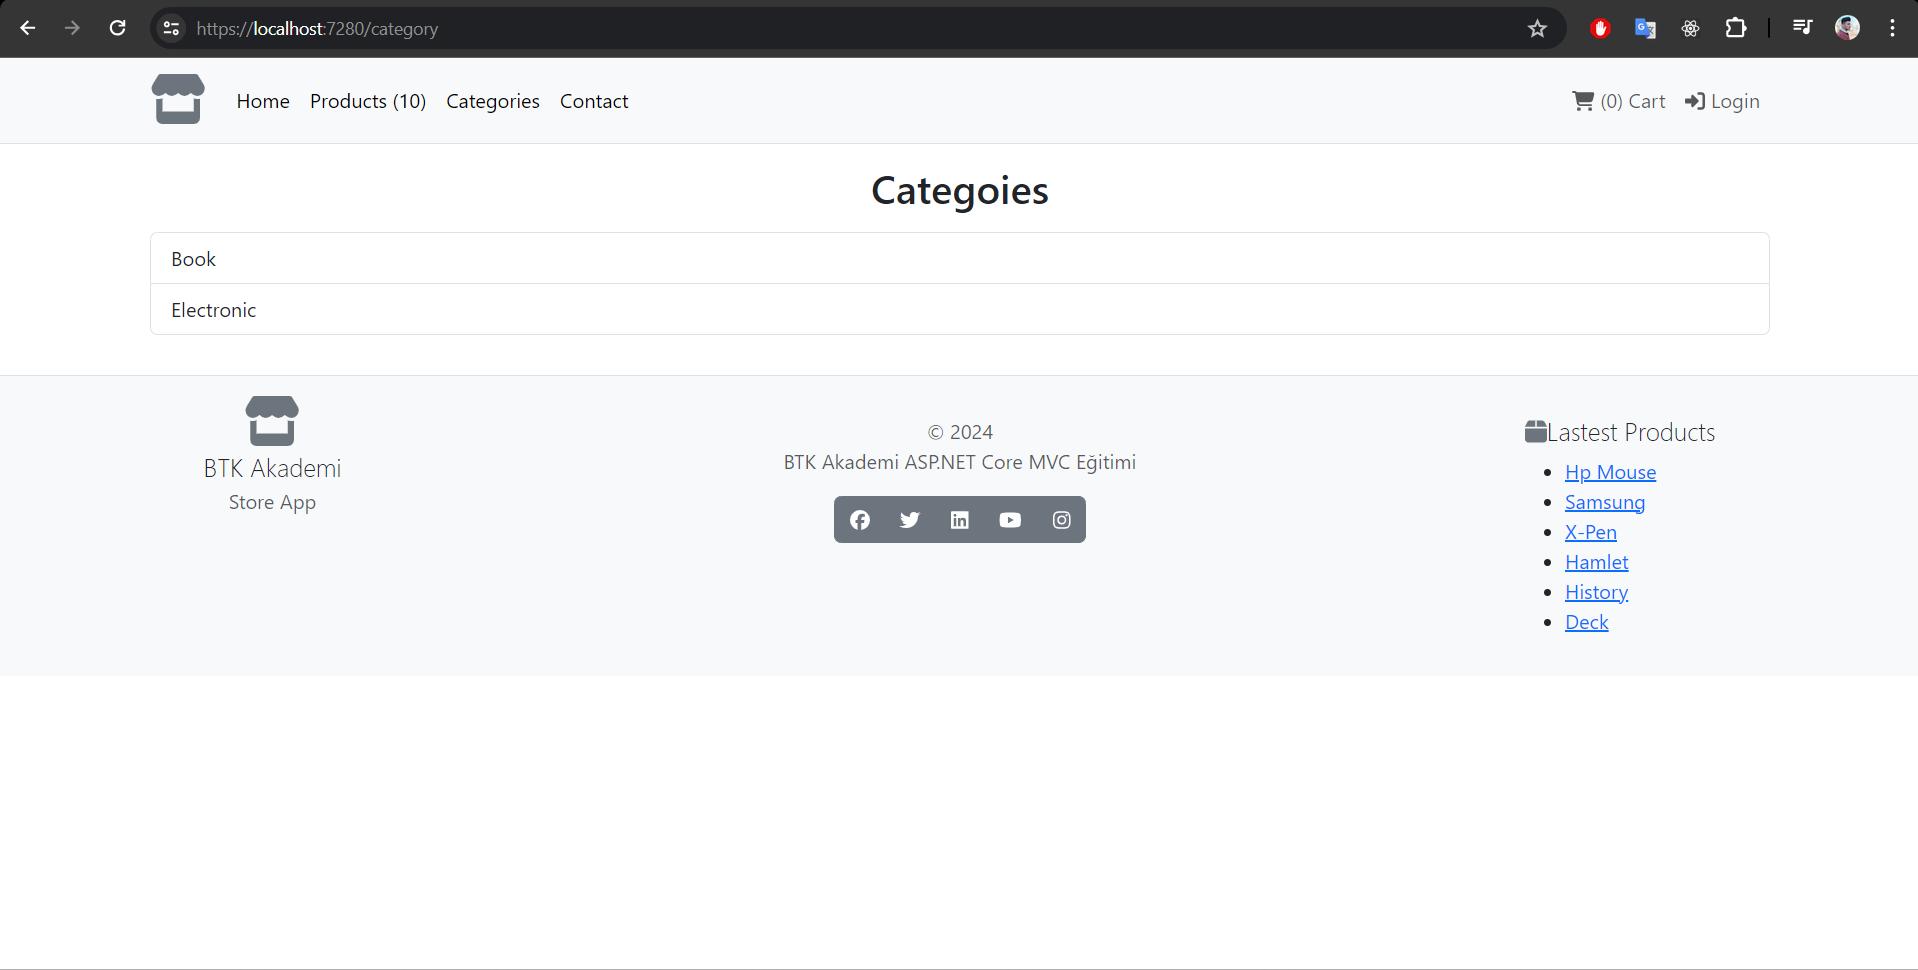 https://localhost:7280/category
Home Products (10) Categories Contact (0) Cart Login
Categoies
Book
Electronic
BTK Akademi
Store App
© 2024
BTK Akademi ASP.NET Core MVC Eğitimi
Lastest Products
Hp Mouse
Samsung
X-Pen
Hamlet
History
Deck